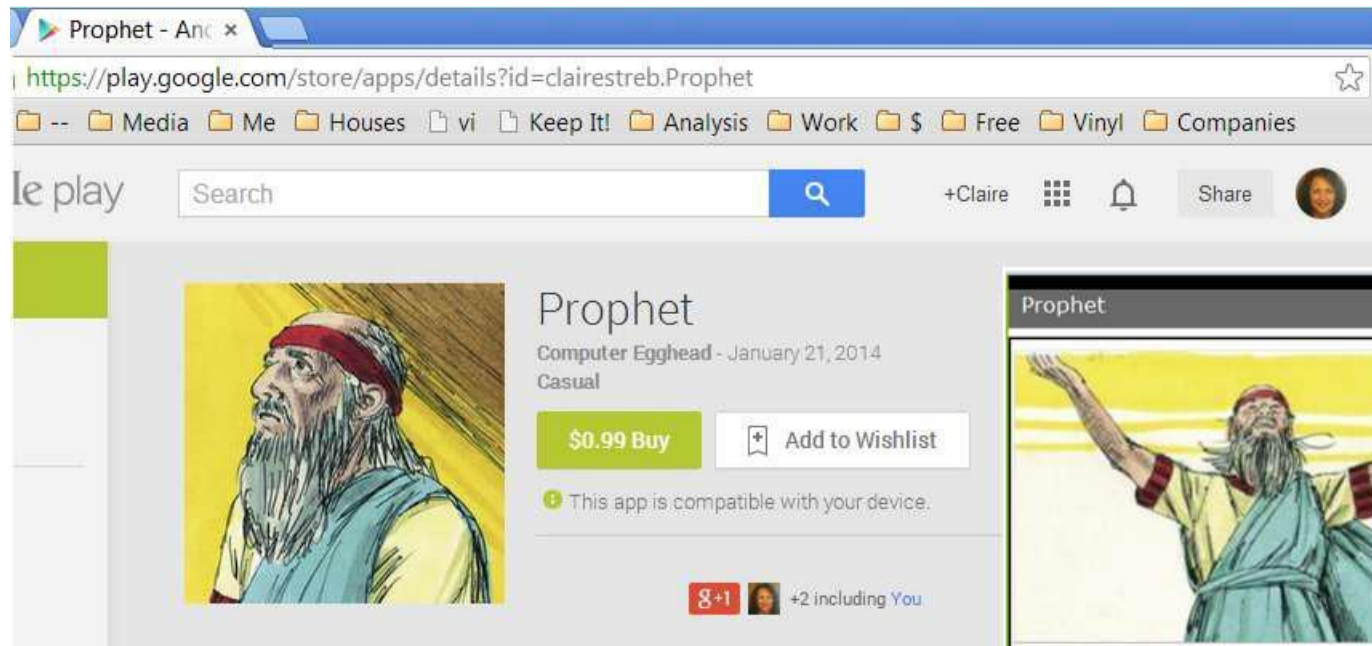 Prophet - Anc ×
https://play.google.com/store/apps/details?id=clairestreb.Prophet
-- Media Me Houses vi Keep It! Analysis Work $ Free Vinyl Companies
le play Search +Claire Share
Prophet
Computer Egghead - January 21, 2014
Casual
$0.99 Buy Add to Wishlist
This app is compatible with your device.
g+1 +2 including You
Prophet